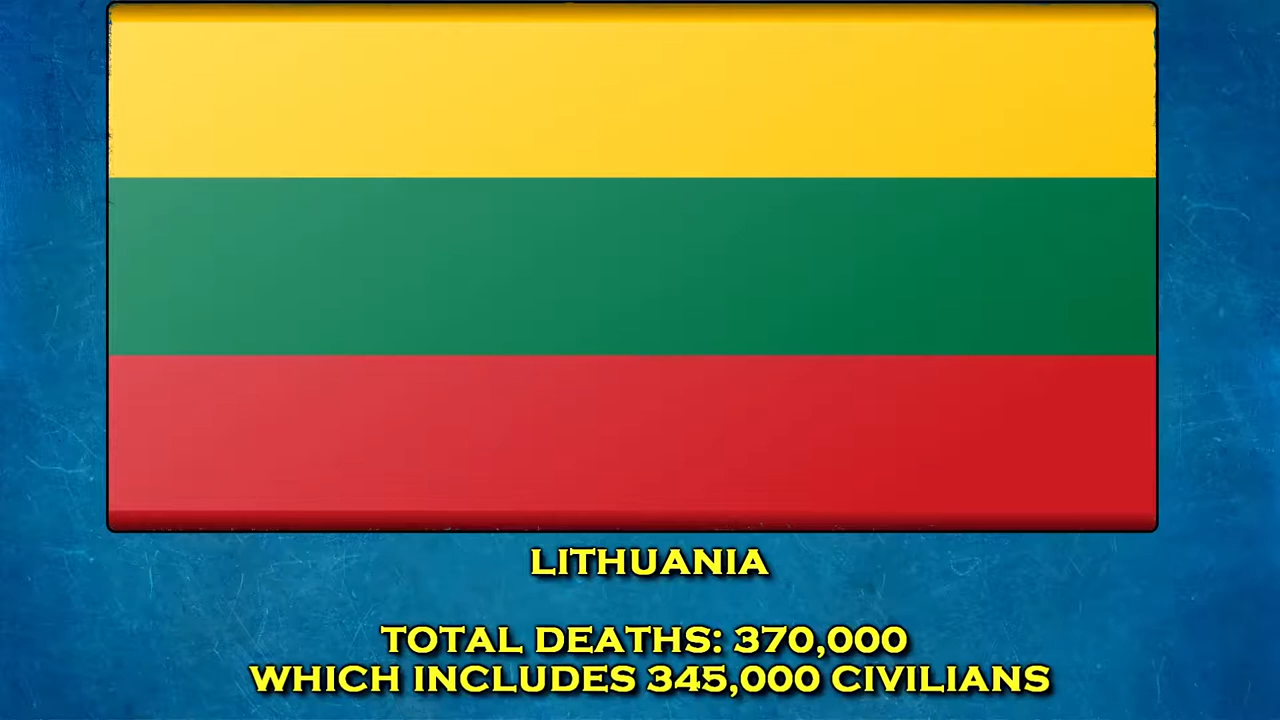 LITHUANIA
TOTAL DEATHS: 370,000
WHICH INCLUDES 345,000 CIVILIANS